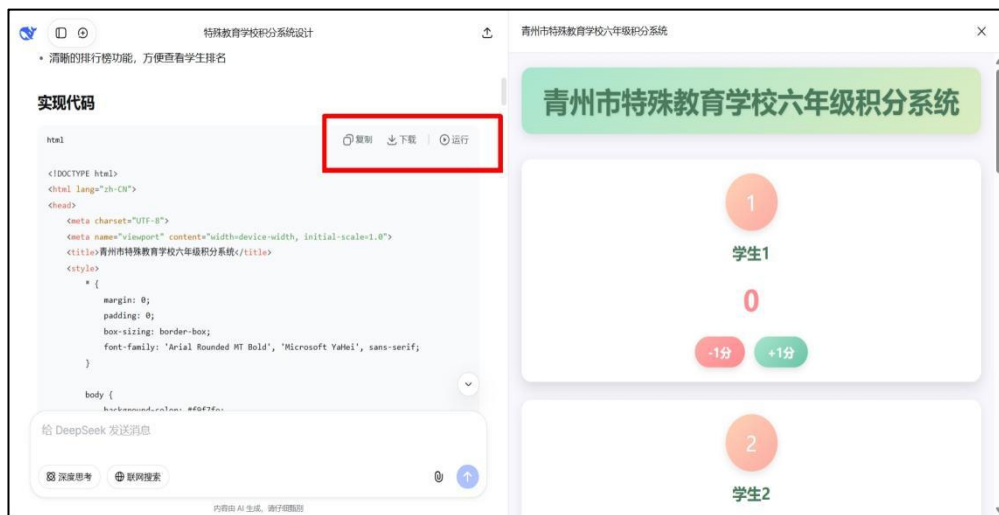 特殊教育学校积分系统设计
清晰的排行榜功能，方便查看学生排名
实现代码
html
复制 下载 运行
<!DOCTYPE html>
<html lang="zh-CN">
<head>
<meta charset="UTF-8">
<meta name="viewport" content="width=device-width, initial-scale=1.0">
<title>青州市特殊教育学校六年级积分系统</title>
<style>
* {
margin: 0;
padding: 0;
box-sizing: border-box;
font-family: 'Arial Rounded MT Bold', 'Microsoft YaHei', sans-serif;
}
body {
给 DeepSeek 发送消息
深度思考 联网搜索
内容由 AI 生成，请仔细甄别
青州市特殊教育学校六年级积分系统
青州市特殊教育学校六年级积分系统
1
学生1
0
-1分 +1分
2
学生2